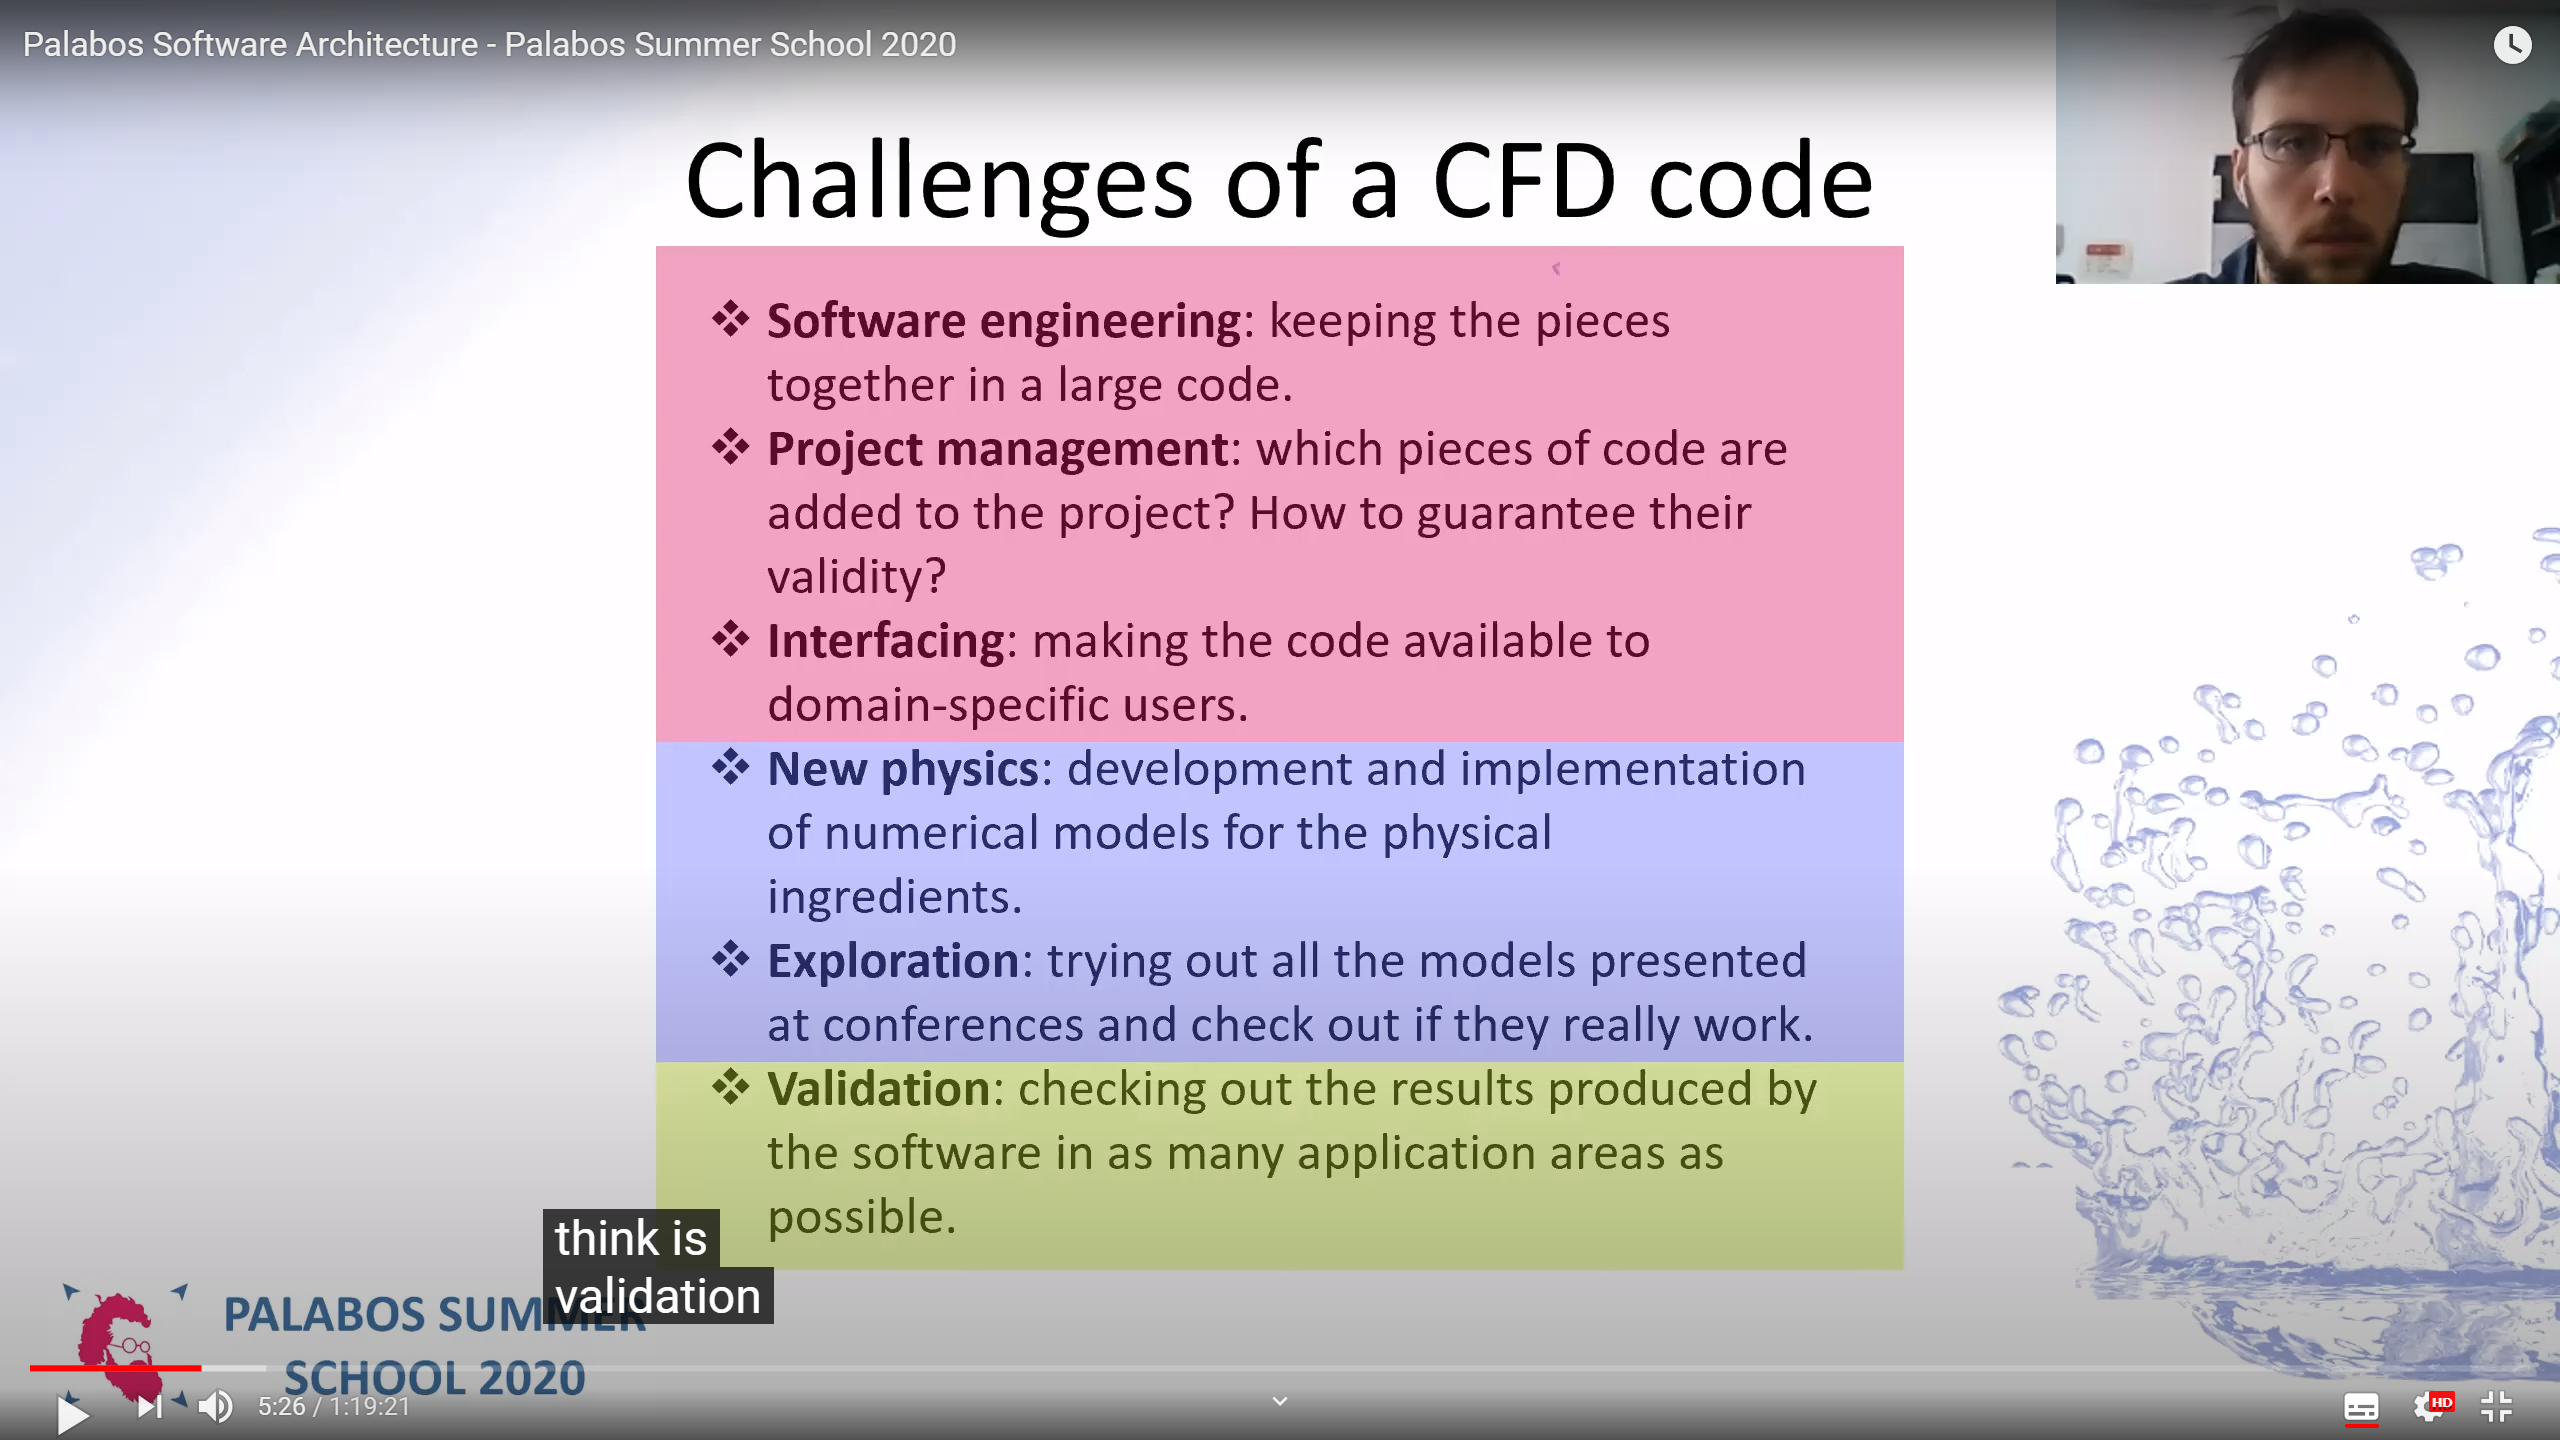 Palabos Software Architecture - Palabos Summer School 2020
Challenges of a CFD code
❖ Software engineering: keeping the pieces
together in a large code.
❖ Project management: which pieces of code are
added to the project? How to guarantee their
validity?
❖ Interfacing: making the code available to
domain-specific users.
❖ New physics: development and implementation
of numerical models for the physical
ingredients.
❖ Exploration: trying out all the models presented
at conferences and check out if they really work.
❖ Validation: checking out the results produced by
the software in as many application areas as
possible.
think is
validation
PALABOS SUMMER
SCHOOL 2020
5:26 / 1:19:21
HD